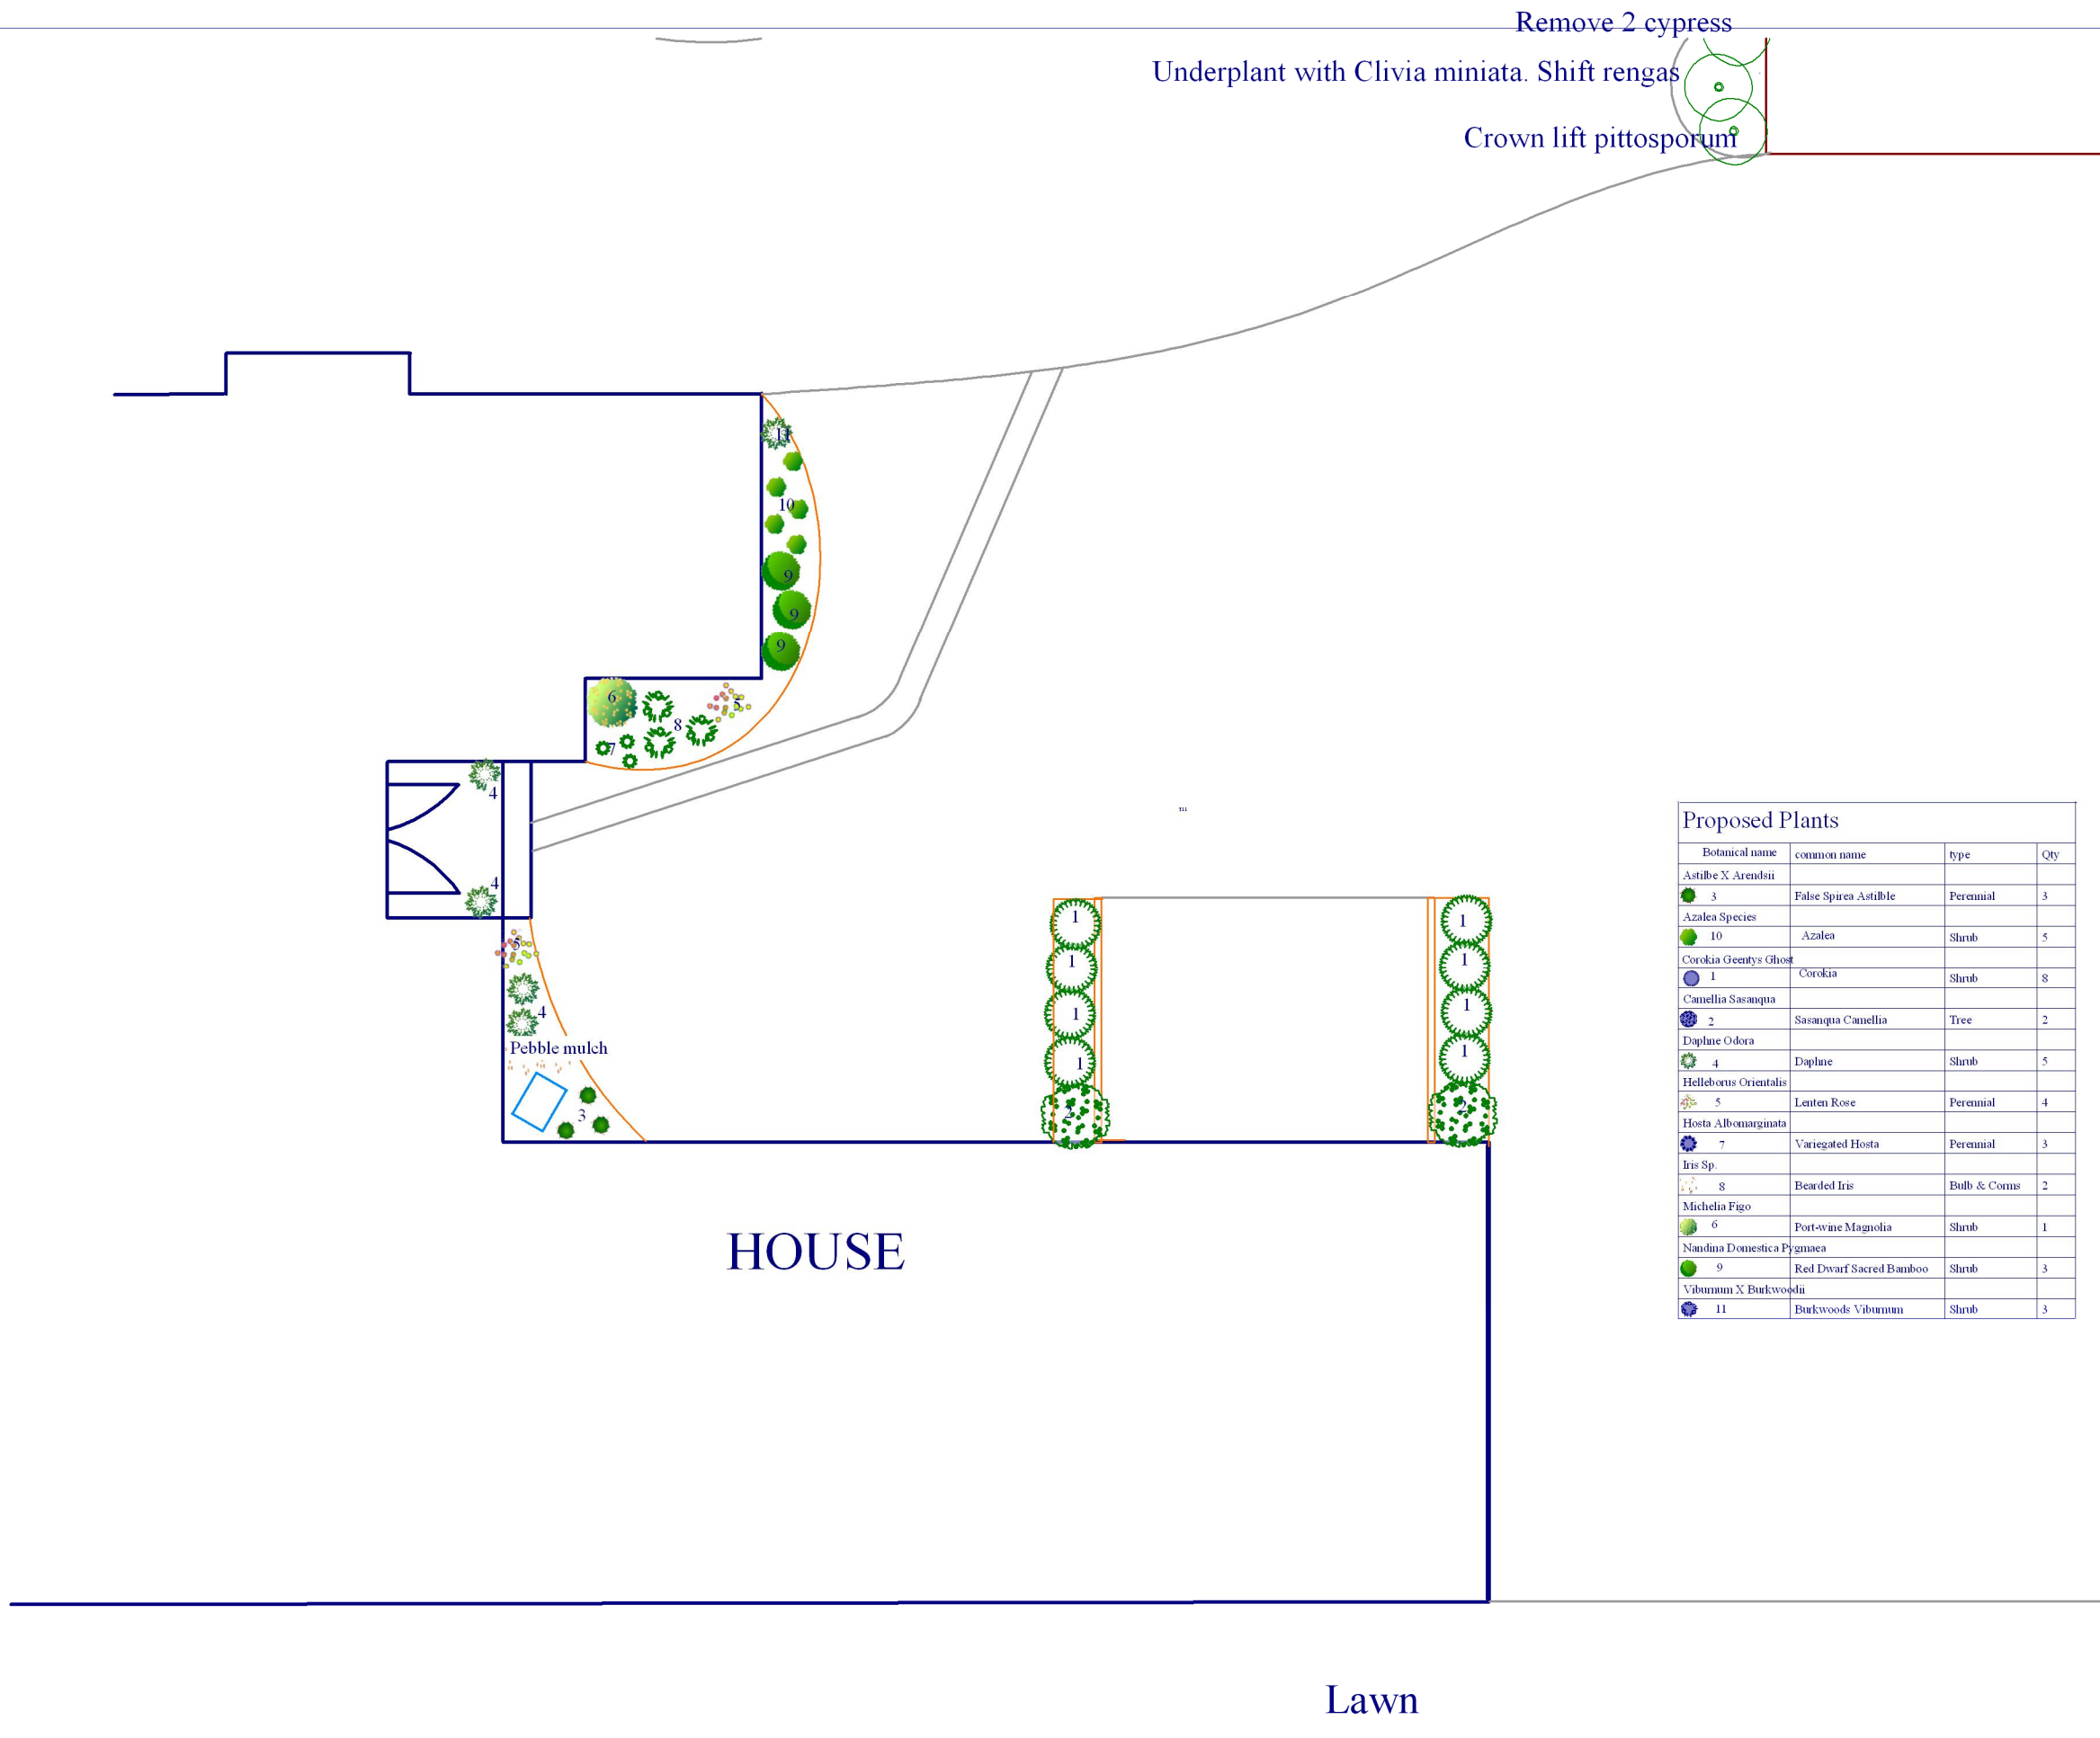 Remove 2 cypress
Underplant with Clivia miniata. Shift rengas
Crown lift pittosporum
11
10
9
9
9
6
5
8
7
4
4
5
4
Pebble mulch
3
1
1
1
1
1
1
1
1
2
2
HOUSE
Lawn
Proposed Plants
Botanical name common name type Qty
Astilbe X Arendsii
3 False Spirea Astilble Perennial 3
Azalea Species
10 Azalea Shrub 5
Corokia Geentys Ghost
1 Corokia Shrub 8
Camellia Sasanqua
2 Sasanqua Camellia Tree 2
Daphne Odora
4 Daphne Shrub 5
Helleborus Orientalis
5 Lenten Rose Perennial 4
Hosta Albomarginata
7 Variegated Hosta Perennial 3
Iris Sp.
8 Bearded Iris Bulb & Corms 2
Michelia Figo
6 Port-wine Magnolia Shrub 1
Nandina Domestica Pygmaea
9 Red Dwarf Sacred Bamboo Shrub 3
Viburnum X Burkwoodii
11 Burkwoods Viburnum Shrub 3